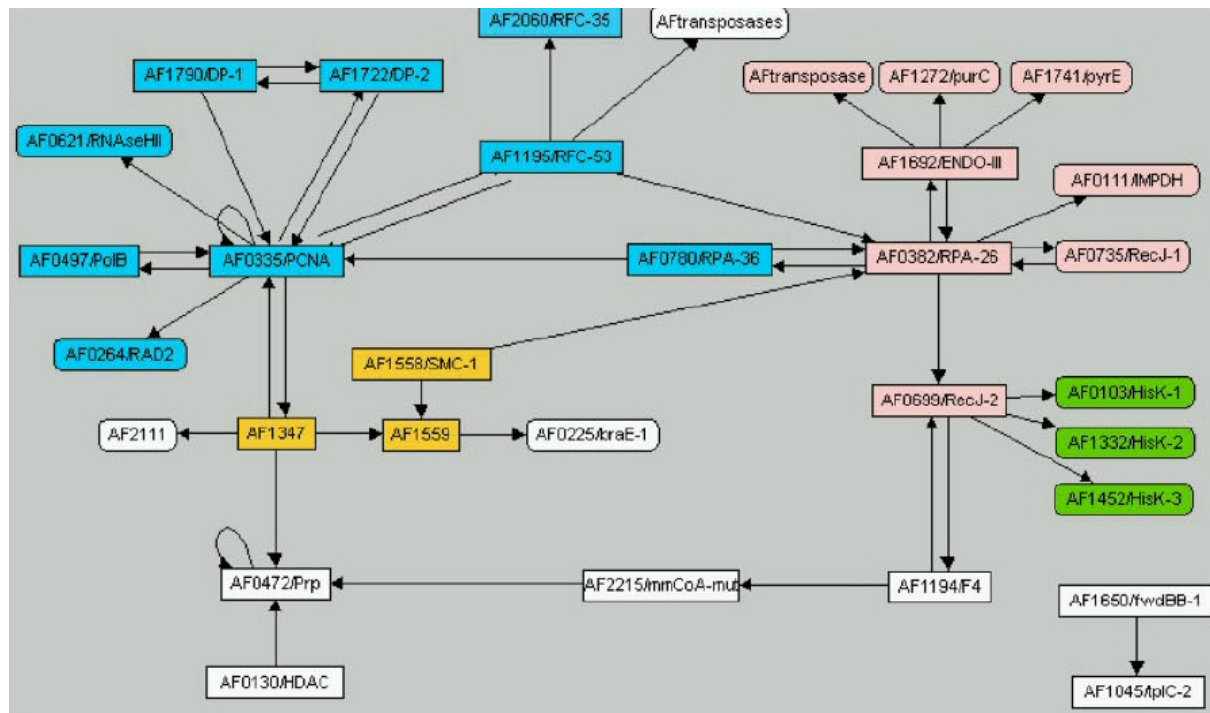 AF2060/RFC-35
AFtransposases
AF1790/DP-1
AF1722/DP-2
AFtransposase
AF1272/purC
AF1741/pyrE
AF0621/RNAseHII
AF1195/RFC-53
AF1692/ENDO-III
AF0111/IMPDH
AF0497/PolB
AF0335/PCNA
AF0780/RPA-36
AF0382/RPA-26
AF0735/RecJ-1
AF0264/RAD2
AF1558/SMC-1
AF0699/RecJ-2
AF0103/HisK-1
AF2111
AF1347
AF1559
AF0225/braE-1
AF1332/HisK-2
AF1452/HisK-3
AF0472/Prp
AF2215/mmCoA-mut
AF1194/F4
AF1650/fwdBB-1
AF0130/HDAC
AF1045/lplC-2